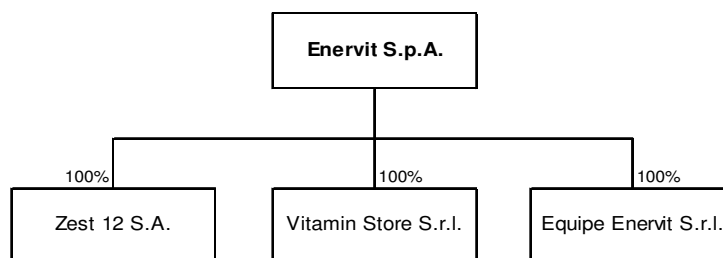 Enervit S.p.A.
100% 100% 100%
Zest 12 S.A. Vitamin Store S.r.l. Equipe Enervit S.r.l.